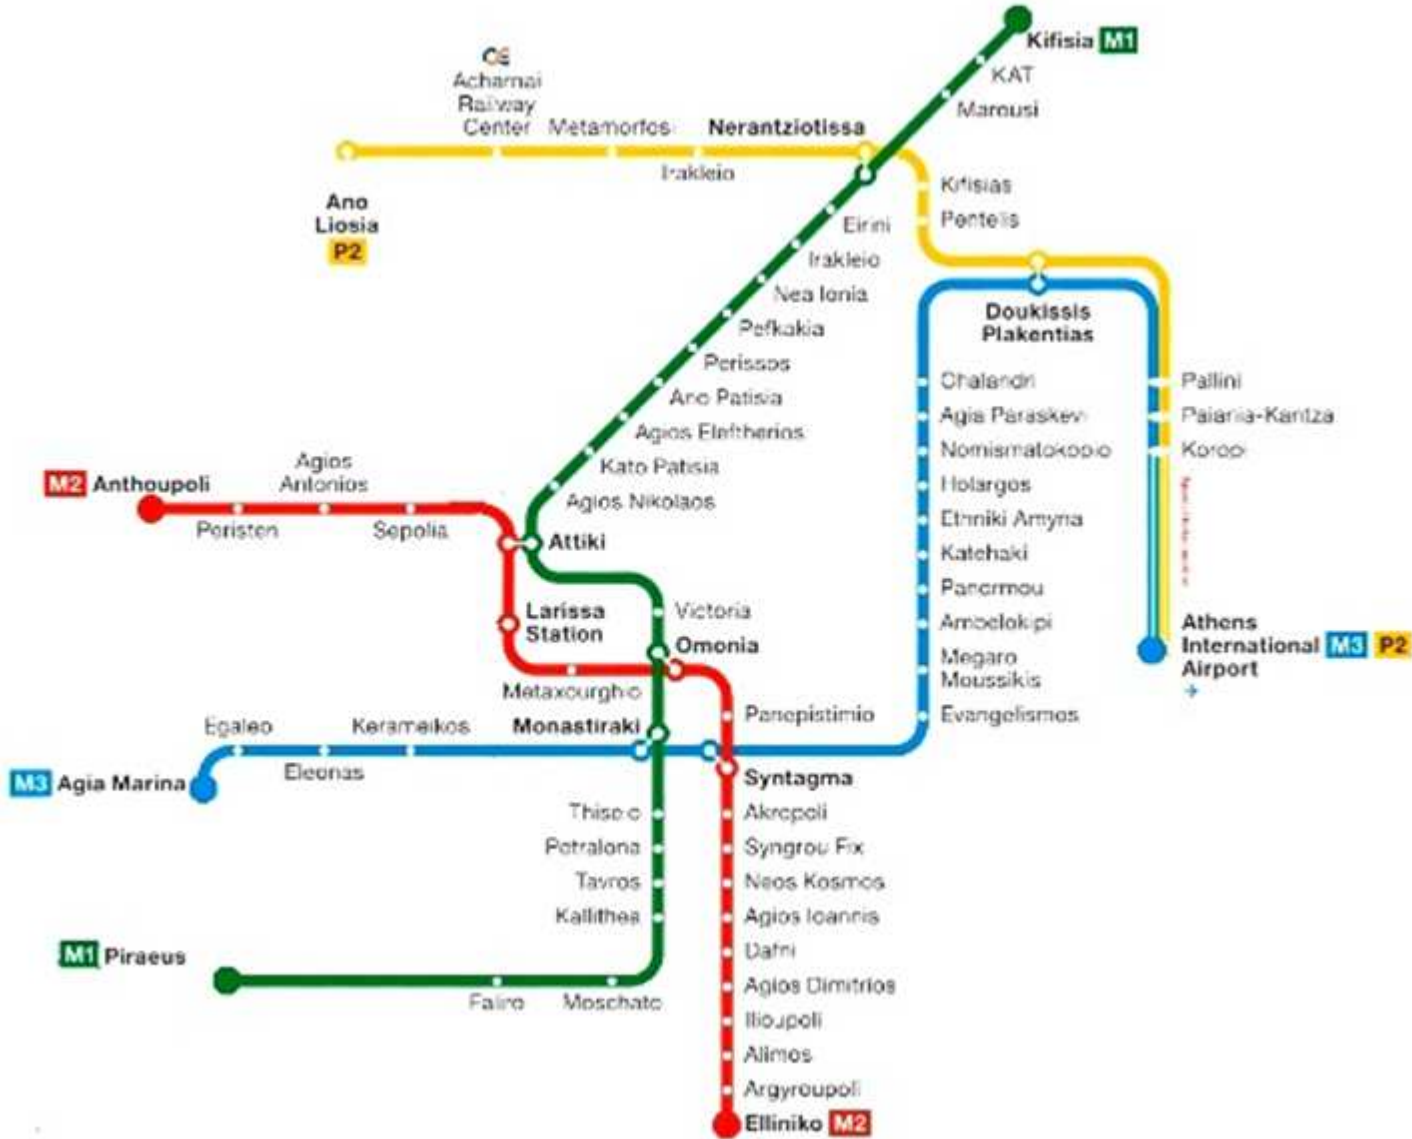 Kifisia M1
KAT
Marousi
Acharnai
Railway
Center
Metamorfosi
Nerantziotissa
Irakleio
Ano
Liosia
P2
Kifisias
Pentelis
Eirini
Irakleio
Nea Ionia
Pefkakia
Perissos
Ano Patisia
Agios Eleftherios
Kato Patisia
Agios Nikolaos
Doukissis
Plakentias
Chalandri
Agia Paraskevi
Nomismatokopio
Holargos
Ethniki Amyna
Katehaki
Panormou
Ambelokipi
Megaro
Moussikis
Evangelismos
Pallini
Paiania-Kantza
Koropi
Athens
International M3 P2
Airport
M2 Anthoupoli
Agios
Antonios
Peristeri
Sepolia
Attiki
Larissa
Station
Victoria
Omonia
Metaxourghio
Panepistimio
Egaleo
Kerameikos
Monastiraki
Eleonas
M3 Agia Marina
Syntagma
Thiseio
Petralona
Tavros
Kallithea
M1 Piraeus
Faliro
Moschato
Akropoli
Syngrou Fix
Neos Kosmos
Agios Ioannis
Dafni
Agios Dimitrios
Ilioupoli
Alimos
Argyroupoli
Elliniko M2